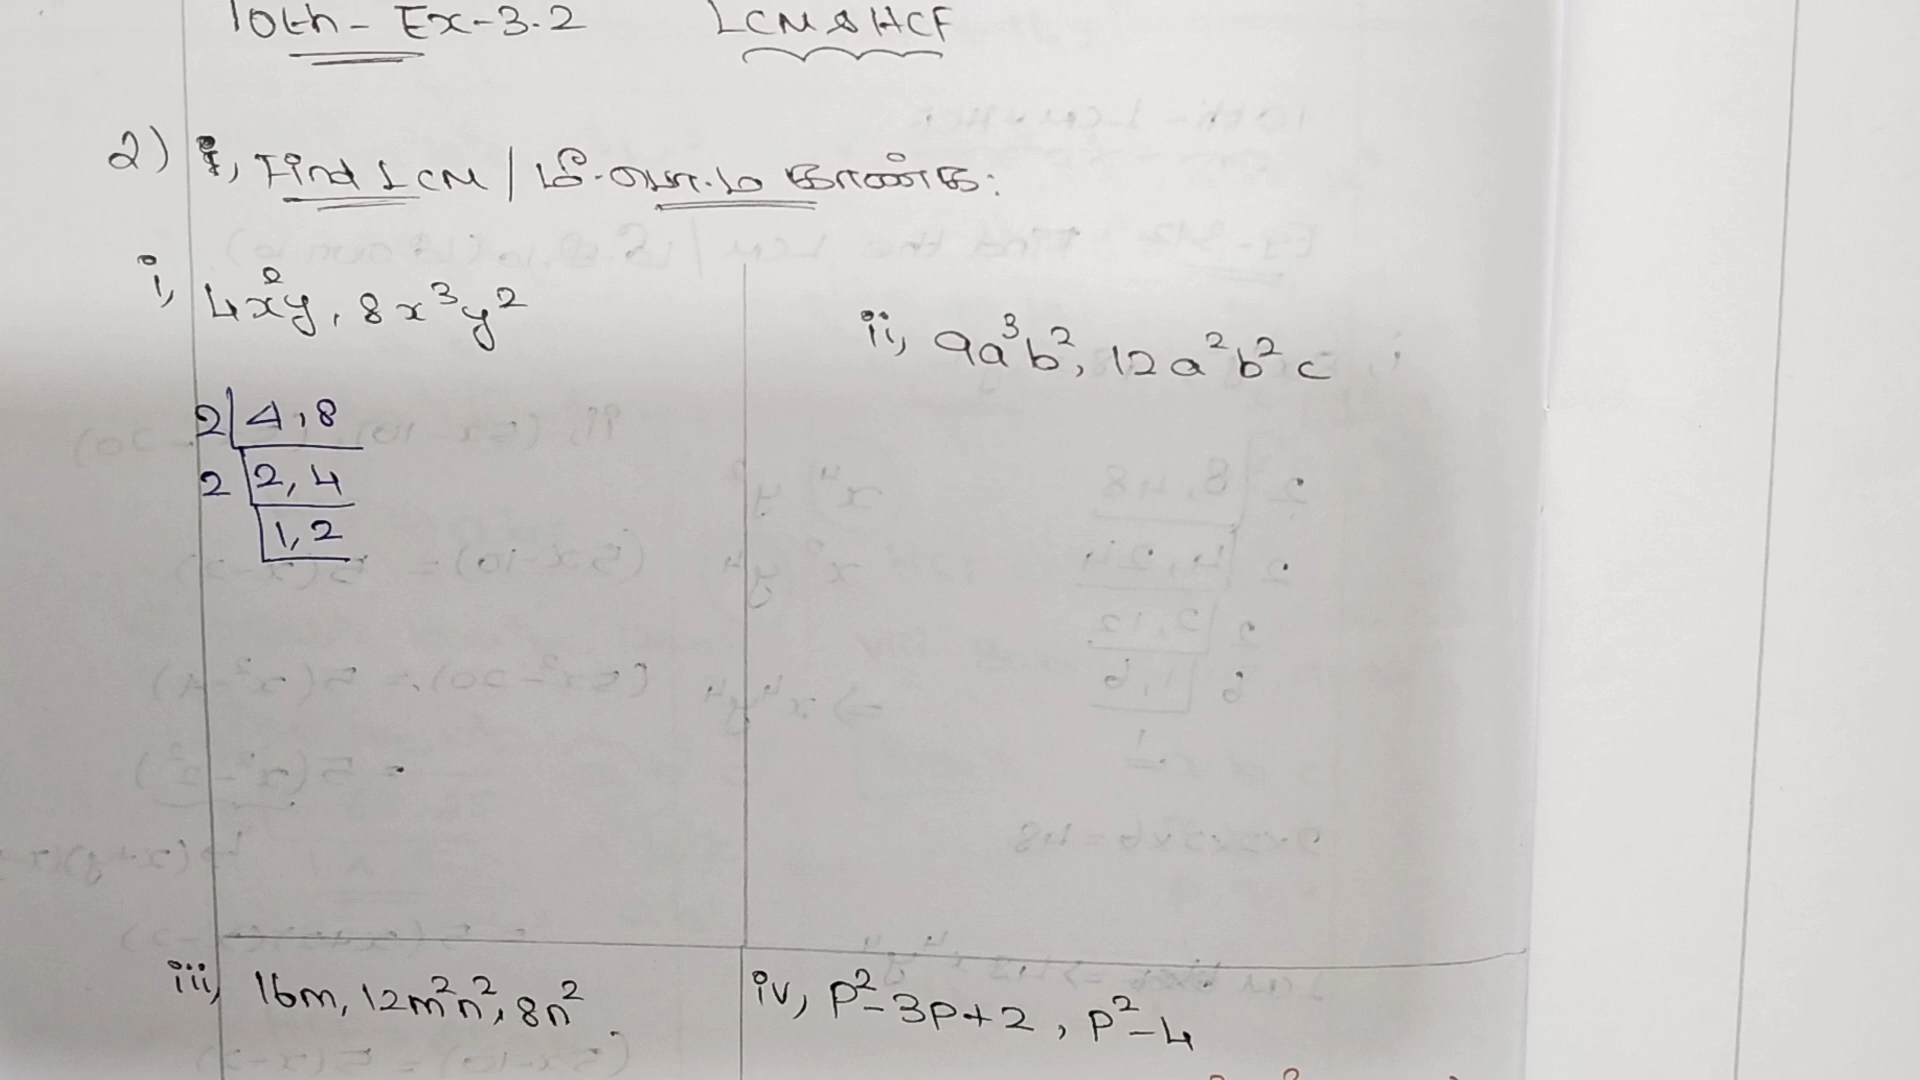 10th - Ex-3.2 LCM & HCF
2) i, Find LCM / மீ.பொ.ம காண்க:
i, 4x²y, 8x³y²
2 | 4, 8
2 | 2, 4
1, 2
ii, 9a³b², 12a²b²c
iii, 16m, 12m²n², 8n²
iv, p²-3p+2, p²-4